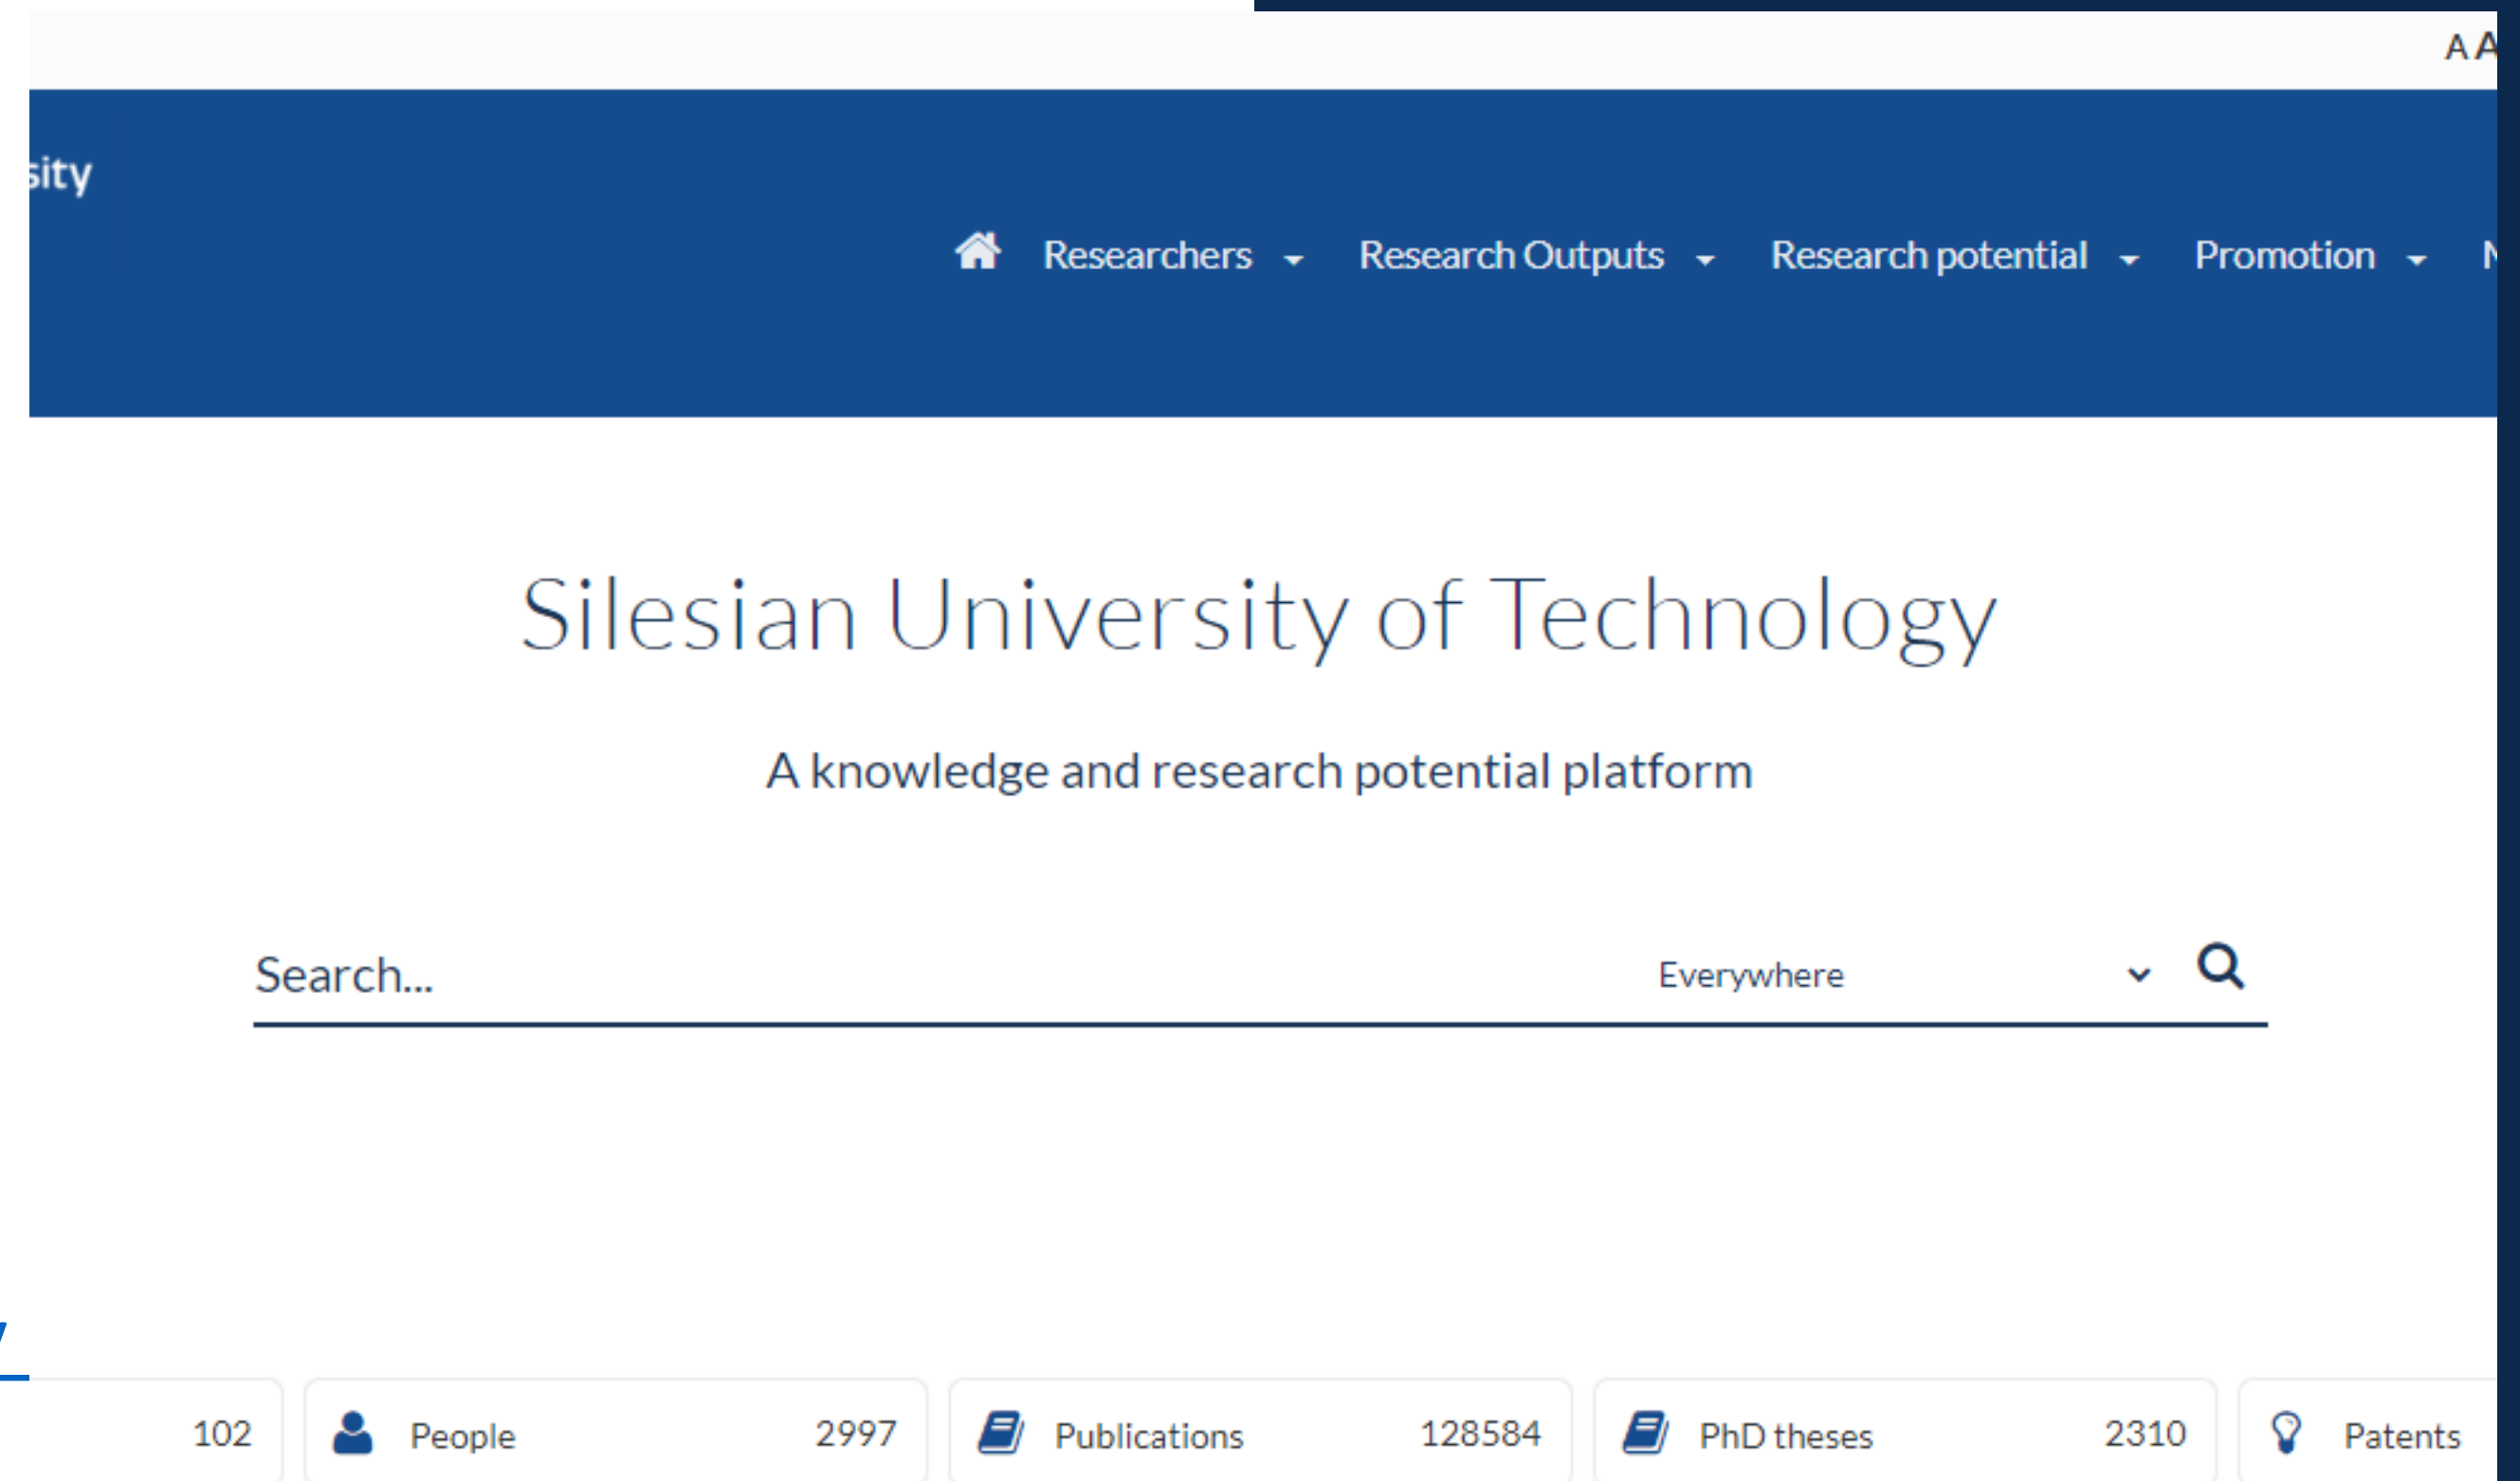 A A
sity
Researchers Research Outputs Research potential Promotion
Silesian University of Technology
A knowledge and research potential platform
Search... Everywhere
102 People 2997 Publications 128584 PhD theses 2310 Patents